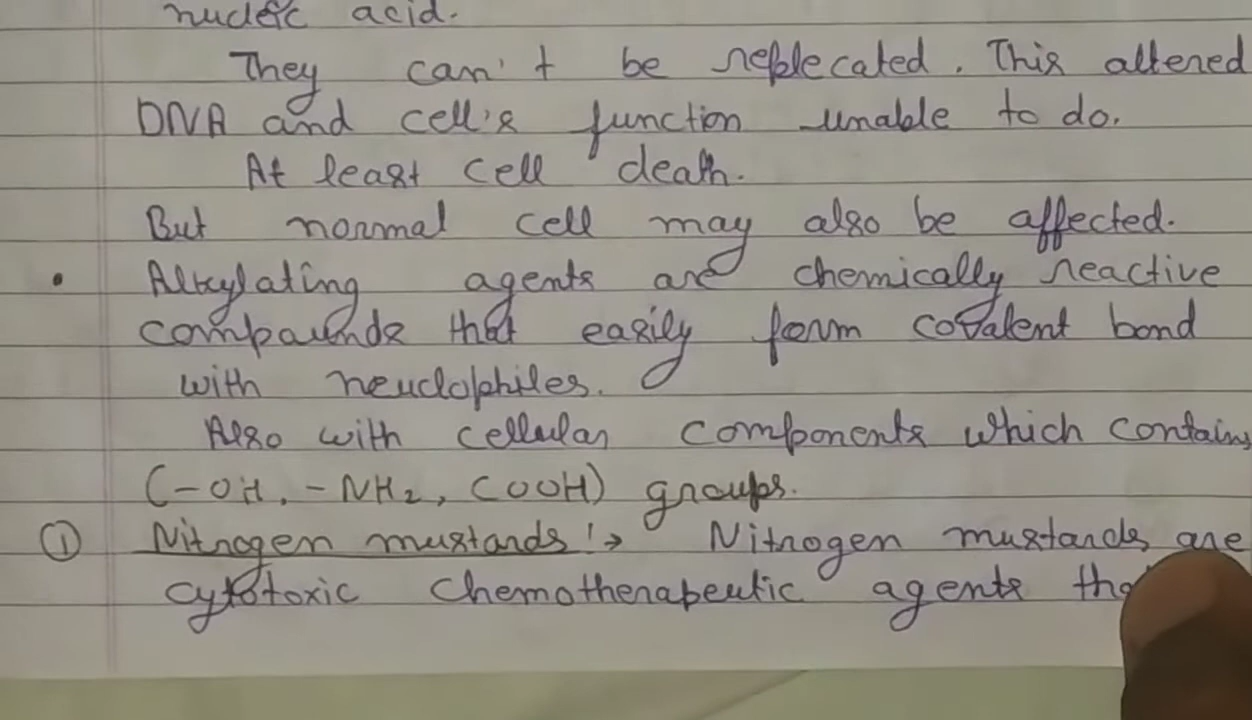 nucleic acid.
They can't be replecated. This altered
DNA and cell's function unable to do.
At least cell death.
But normal cell may also be affected.
• Alkylating agents are chemically reactive
compaunds that easily form covalent bond
with neuclophiles.
Also with cellular components which contains
(-OH, -NH2, COOH) groups.
① Nitrogen mustards :→ Nitrogen mustards are
cytotoxic chemotherapeutic agents